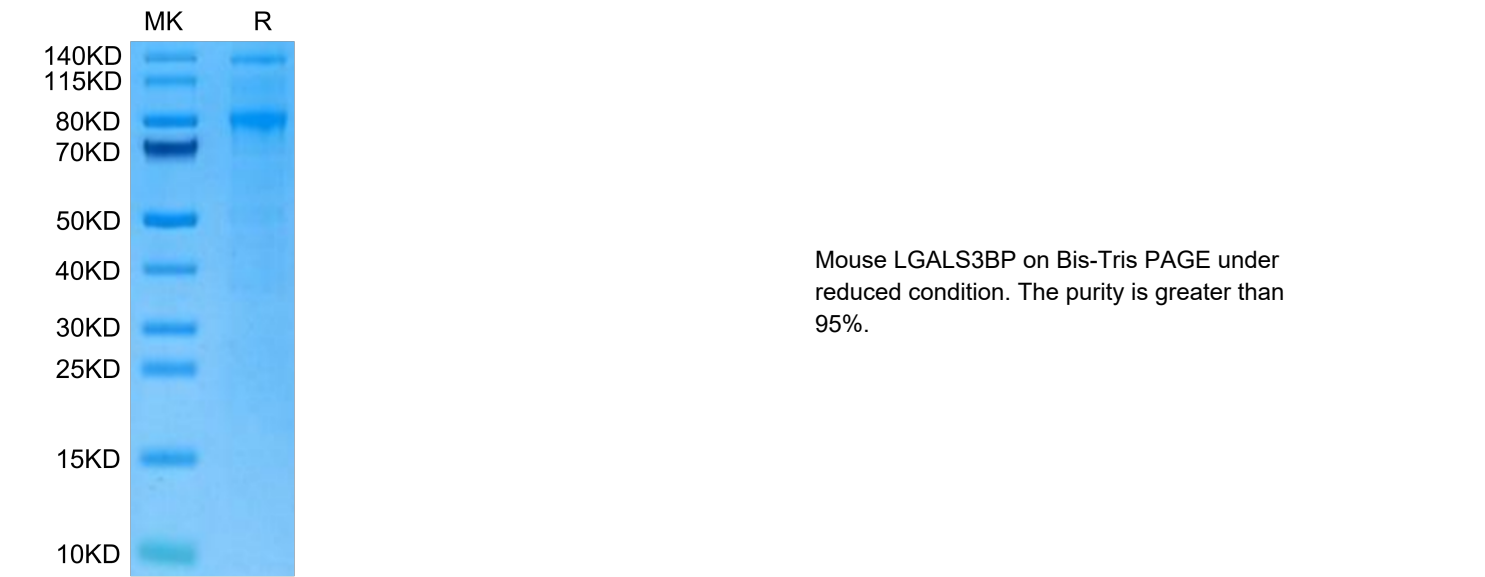 MK R
140KD
115KD
80KD
70KD
50KD
40KD
30KD
25KD
15KD
10KD
Mouse LGALS3BP on Bis-Tris PAGE under
reduced condition. The purity is greater than
95%.